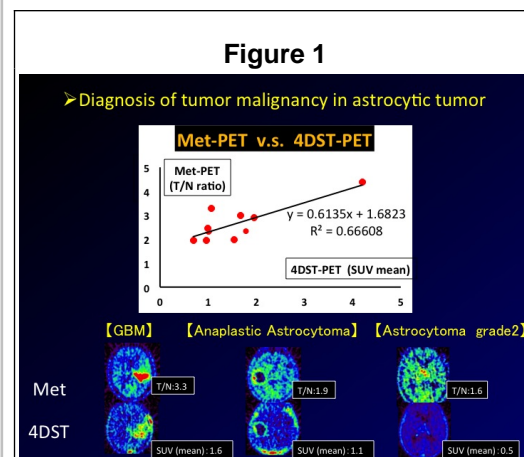 Figure 1
➢Diagnosis of tumor malignancy in astrocytic tumor
Met-PET v.s. 4DST-PET
Met-PET
(T/N ratio)
5
4
3
2
1
0
y = 0.6135x + 1.6823
R² = 0.66608
4DST-PET (SUV mean)
0 1 2 3 4 5
【GBM】 【Anaplastic Astrocytoma】 【Astrocytoma grade2】
Met
T/N:3.3 T/N:1.9 T/N:1.6
4DST
SUV (mean):1.6 SUV (mean):1.1 SUV (mean):0.5